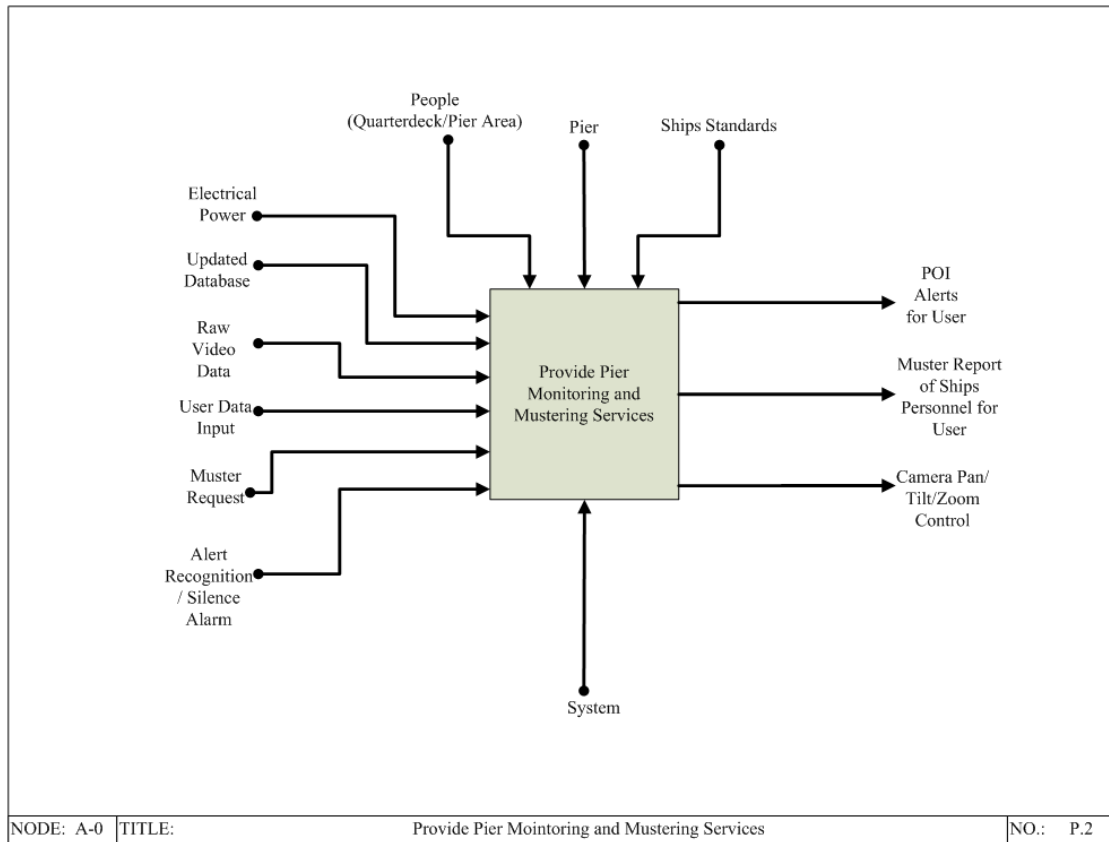 People
(Quarterdeck/Pier Area)
Pier
Ships Standards
Electrical
Power
Updated
Database
Raw
Video
Data
User Data
Input
Muster
Request
Alert
Recognition
/ Silence
Alarm
Provide Pier
Monitoring and
Mustering Services
POI
Alerts
for User
Muster Report
of Ships
Personnel for
User
Camera Pan/
Tilt/Zoom
Control
System
NODE: A-0 TITLE: Provide Pier Mointoring and Mustering Services NO.: P.2